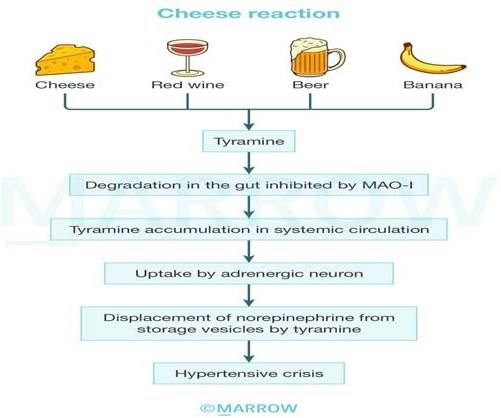 Cheese reaction
Cheese
Red wine
Beer
Banana
Tyramine
Degradation in the gut inhibited by MAO-I
Tyramine accumulation in systemic circulation
Uptake by adrenergic neuron
Displacement of norepinephrine from
storage vesicles by tyramine
Hypertensive crisis
©MARROW
MARROW